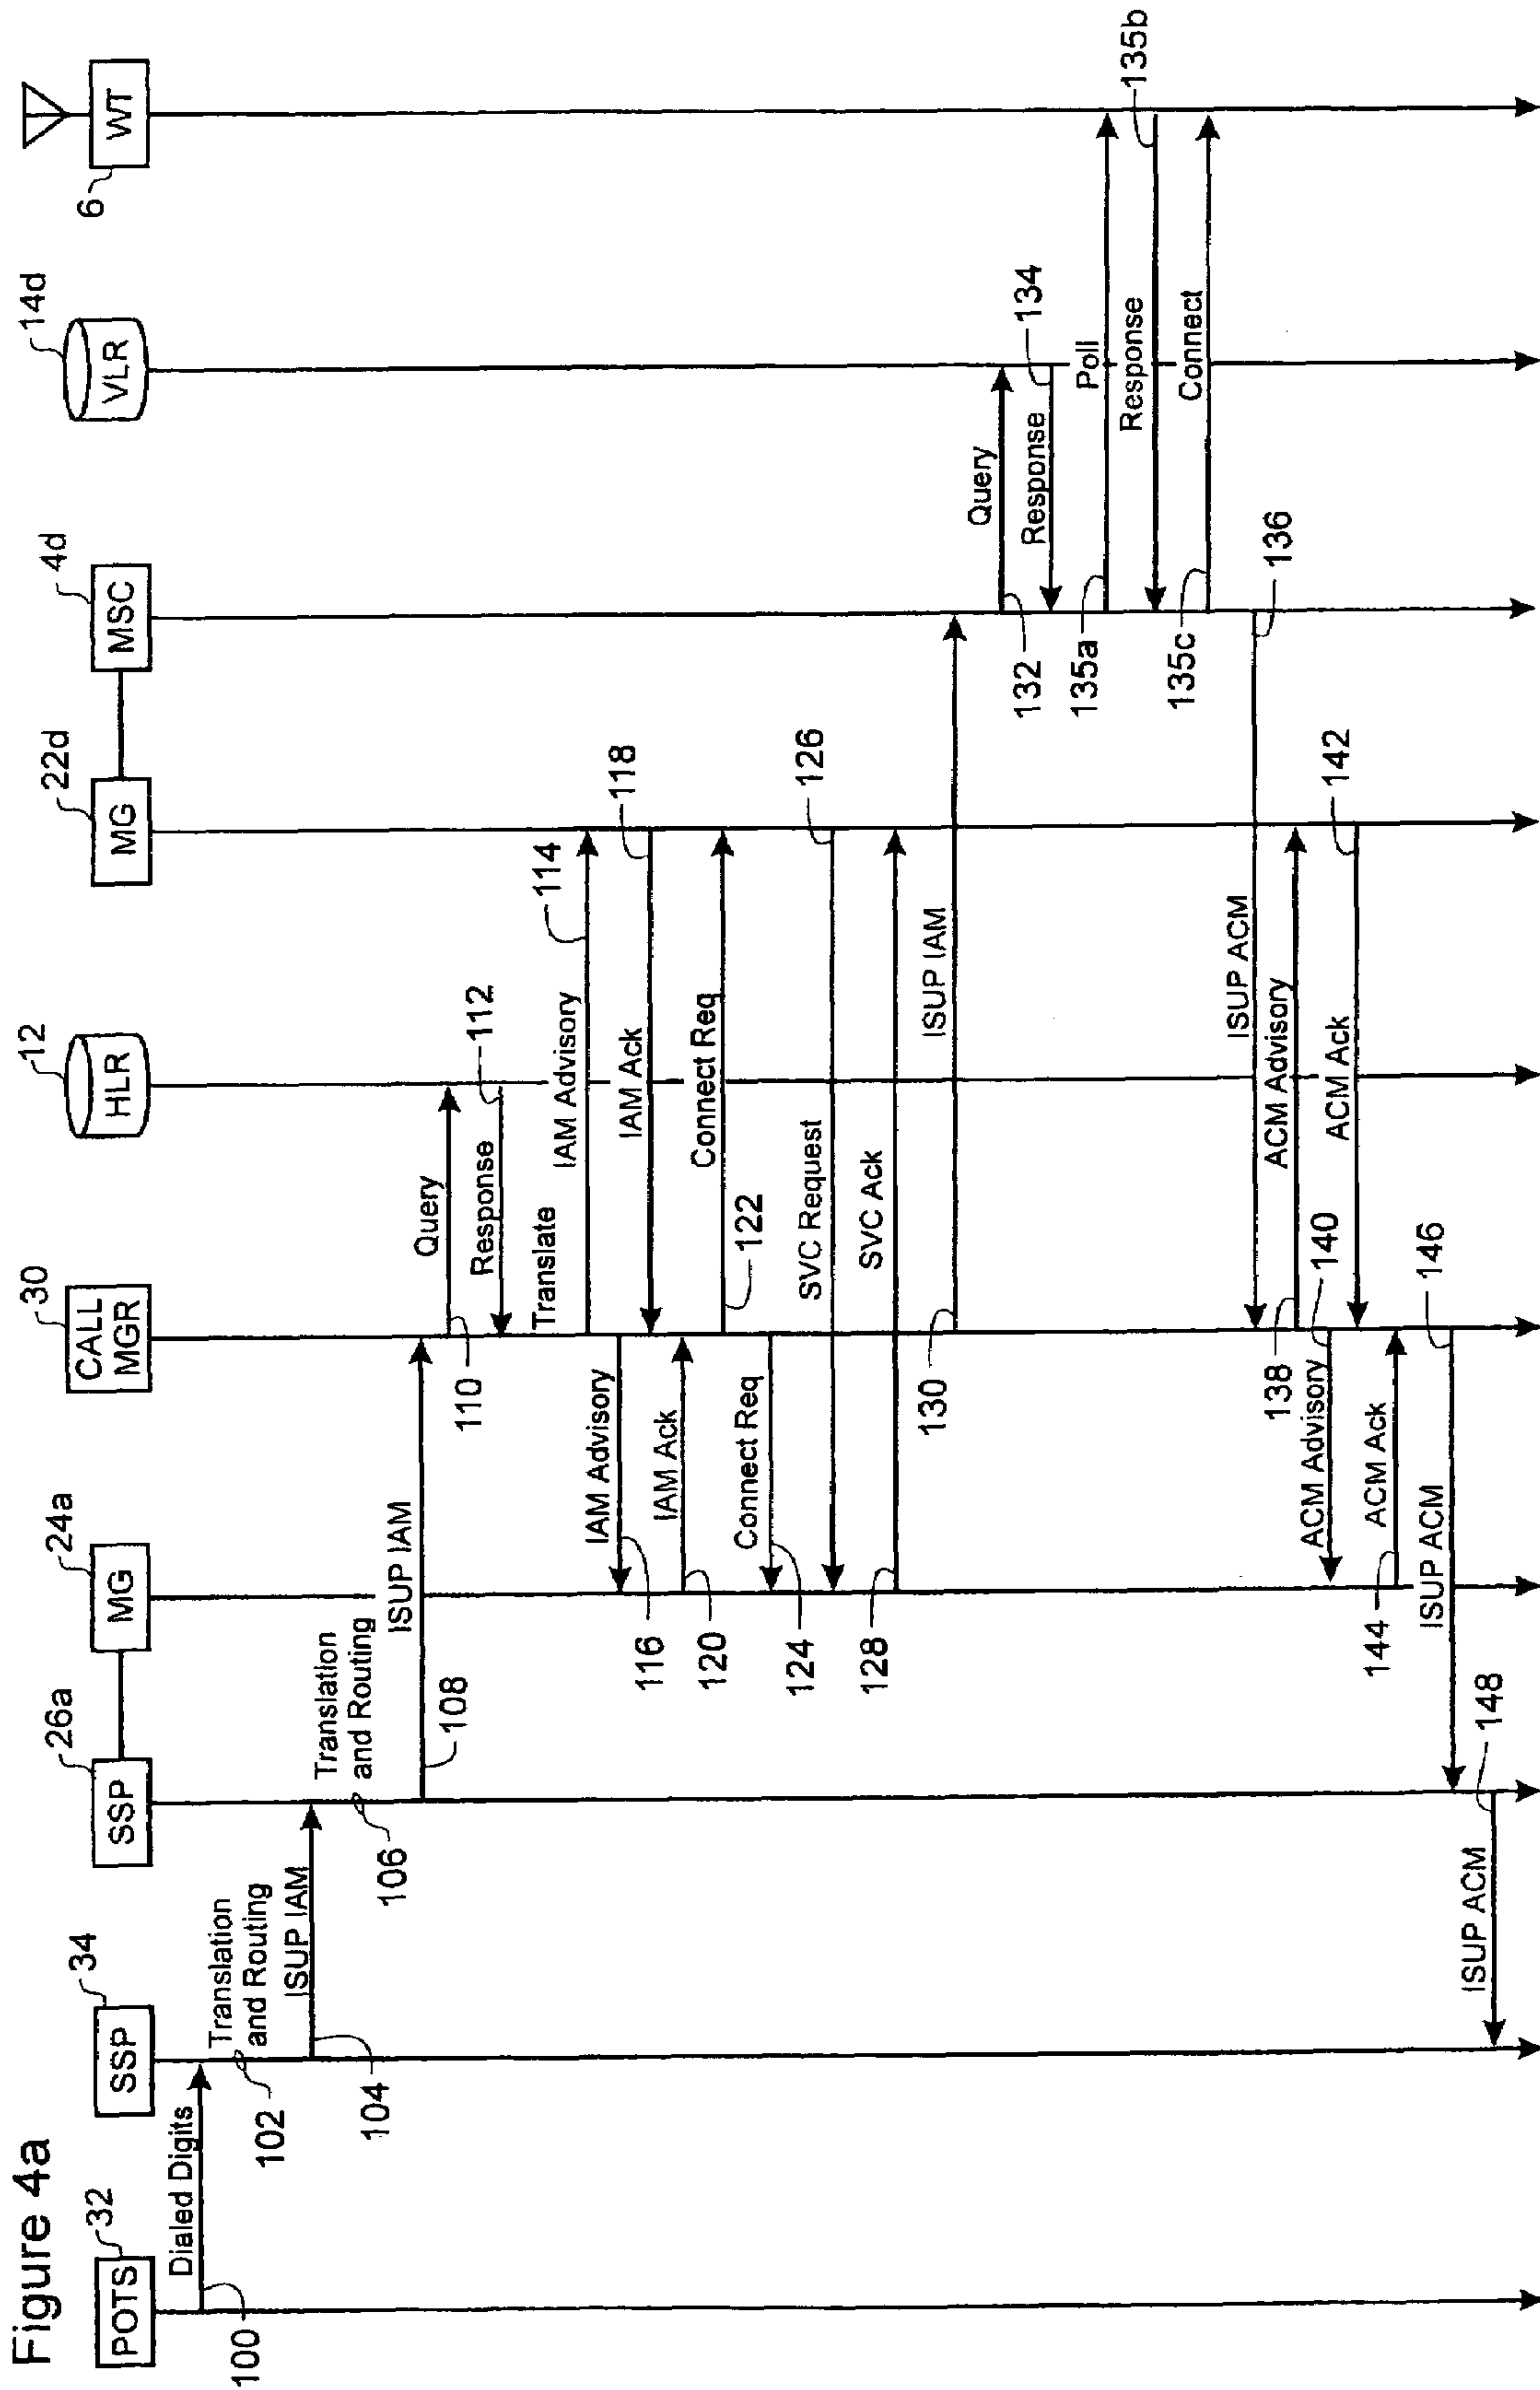 Figure 4a
POTS
32
SSP
34
SSP
26a
MG
24a
CALL
MGR
30
HLR
12
MG
22d
MSC
4d
VLR
14d
WT
6
Dialed Digits
100
Translation
and Routing
102
ISUP IAM
104
Translation
and Routing
106
ISUP IAM
108
Query
110
Response
112
Translate
IAM Advisory
114
IAM Advisory
116
IAM Ack
118
IAM Ack
120
Connect Req
122
Connect Req
124
SVC Request
126
SVC Ack
128
ISUP IAM
130
Query
132
Response
134
Poll
135a
Response
135b
Connect
135c
ISUP ACM
136
ACM Advisory
138
ACM Advisory
140
ACM Ack
142
ACM Ack
144
ISUP ACM
146
ISUP ACM
148